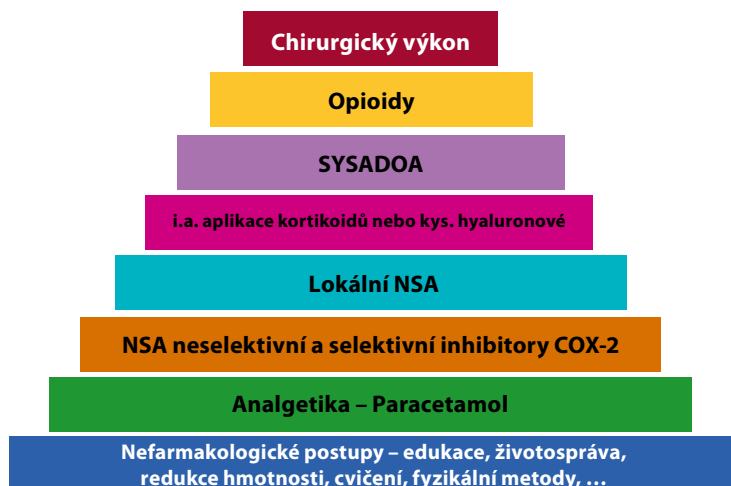 Chirurgický výkon
Opioidy
SYSADOA
i.a. aplikace kortikoidů nebo kys. hyaluronové
Lokální NSA
NSA neselektivní a selektivní inhibitory COX-2
Analgetika – Paracetamol
Nefarmakologické postupy – edukace, životospráva,
redukce hmotnosti, cvičení, fyzikální metody, …